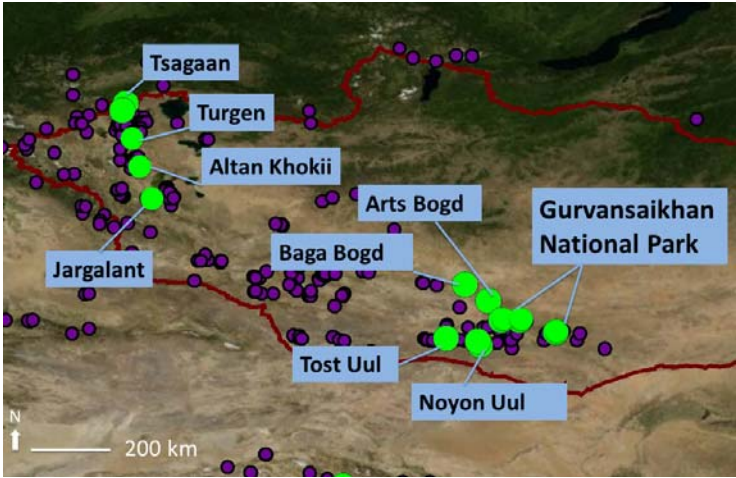 Tsagaan
Turgen
Altan Khokii
Arts Bogd
Gurvansaikhan
National Park
Baga Bogd
Jargalant
Tost Uul
Noyon Uul
N
200 km